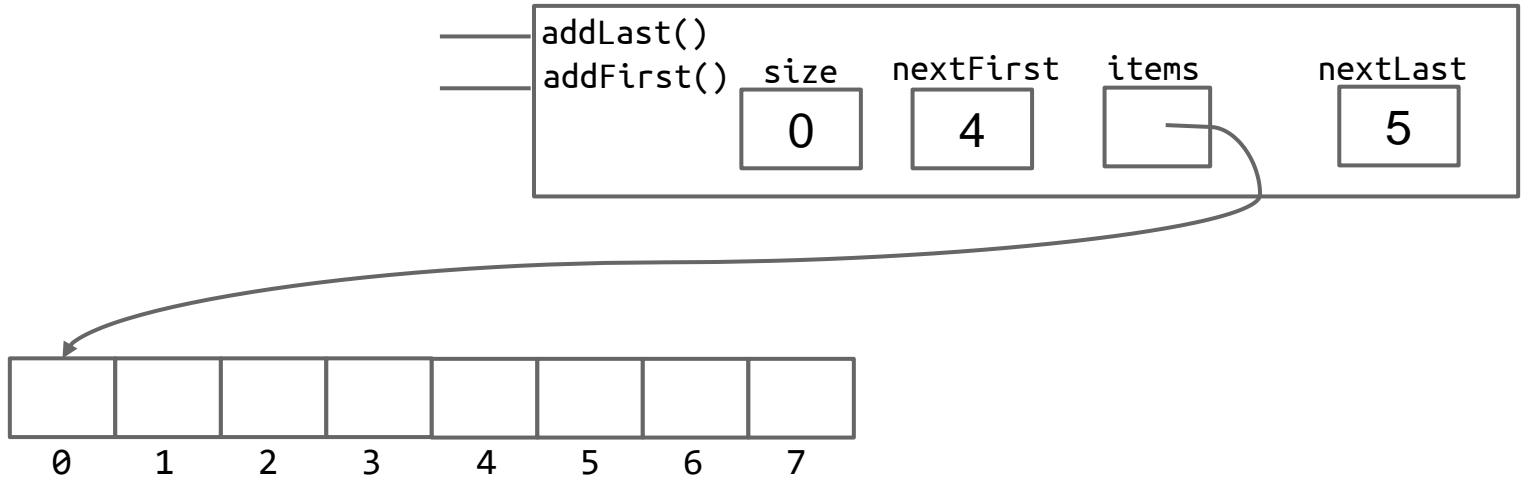 addLast()
addFirst()
size nextFirst items nextLast
0 4 5
0 1 2 3 4 5 6 7